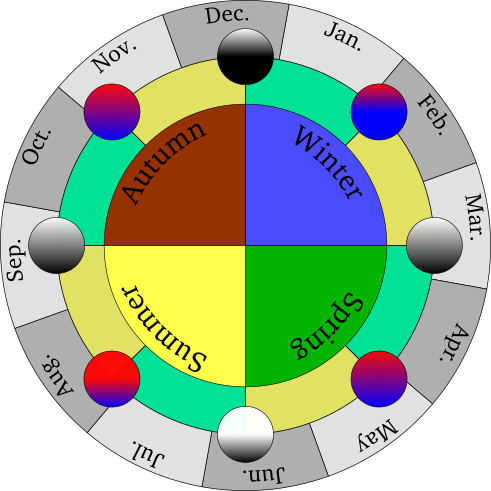 Dec.
Jan.
Feb.
Mar.
Apr.
May
Jun.
Jul.
Aug.
Sep.
Oct.
Nov.
Autumn
Winter
Spring
Summer